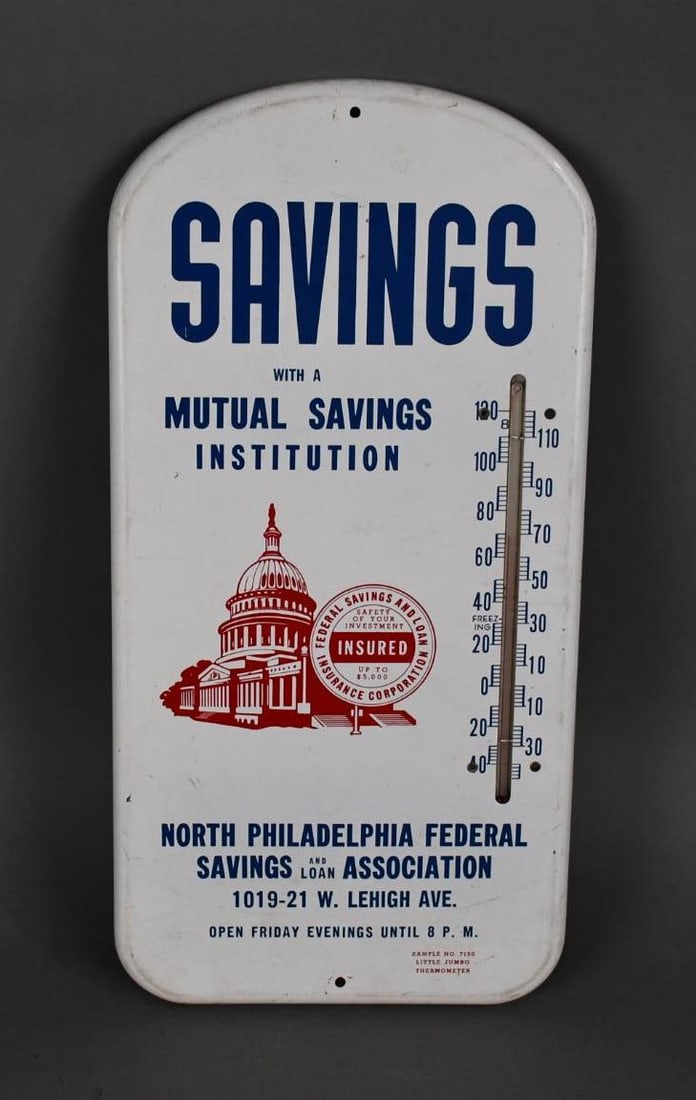 SAVINGS
WITH A
MUTUAL SAVINGS
INSTITUTION
120
8
110
100
90
80
70
60
50
40
30
FREEZ-
ING
20
10
0
10
20
30
40
FEDERAL SAVINGS AND LOAN
INSURANCE CORPORATION
SAFETY
OF YOUR
INVESTMENT
INSURED
UP TO
$5,000
NORTH PHILADELPHIA FEDERAL
SAVINGS AND LOAN ASSOCIATION
1019-21 W. LEHIGH AVE.
OPEN FRIDAY EVENINGS UNTIL 8 P. M.
SAMPLE NO. 7150
LITTLE JUMBO
THERMOMETER